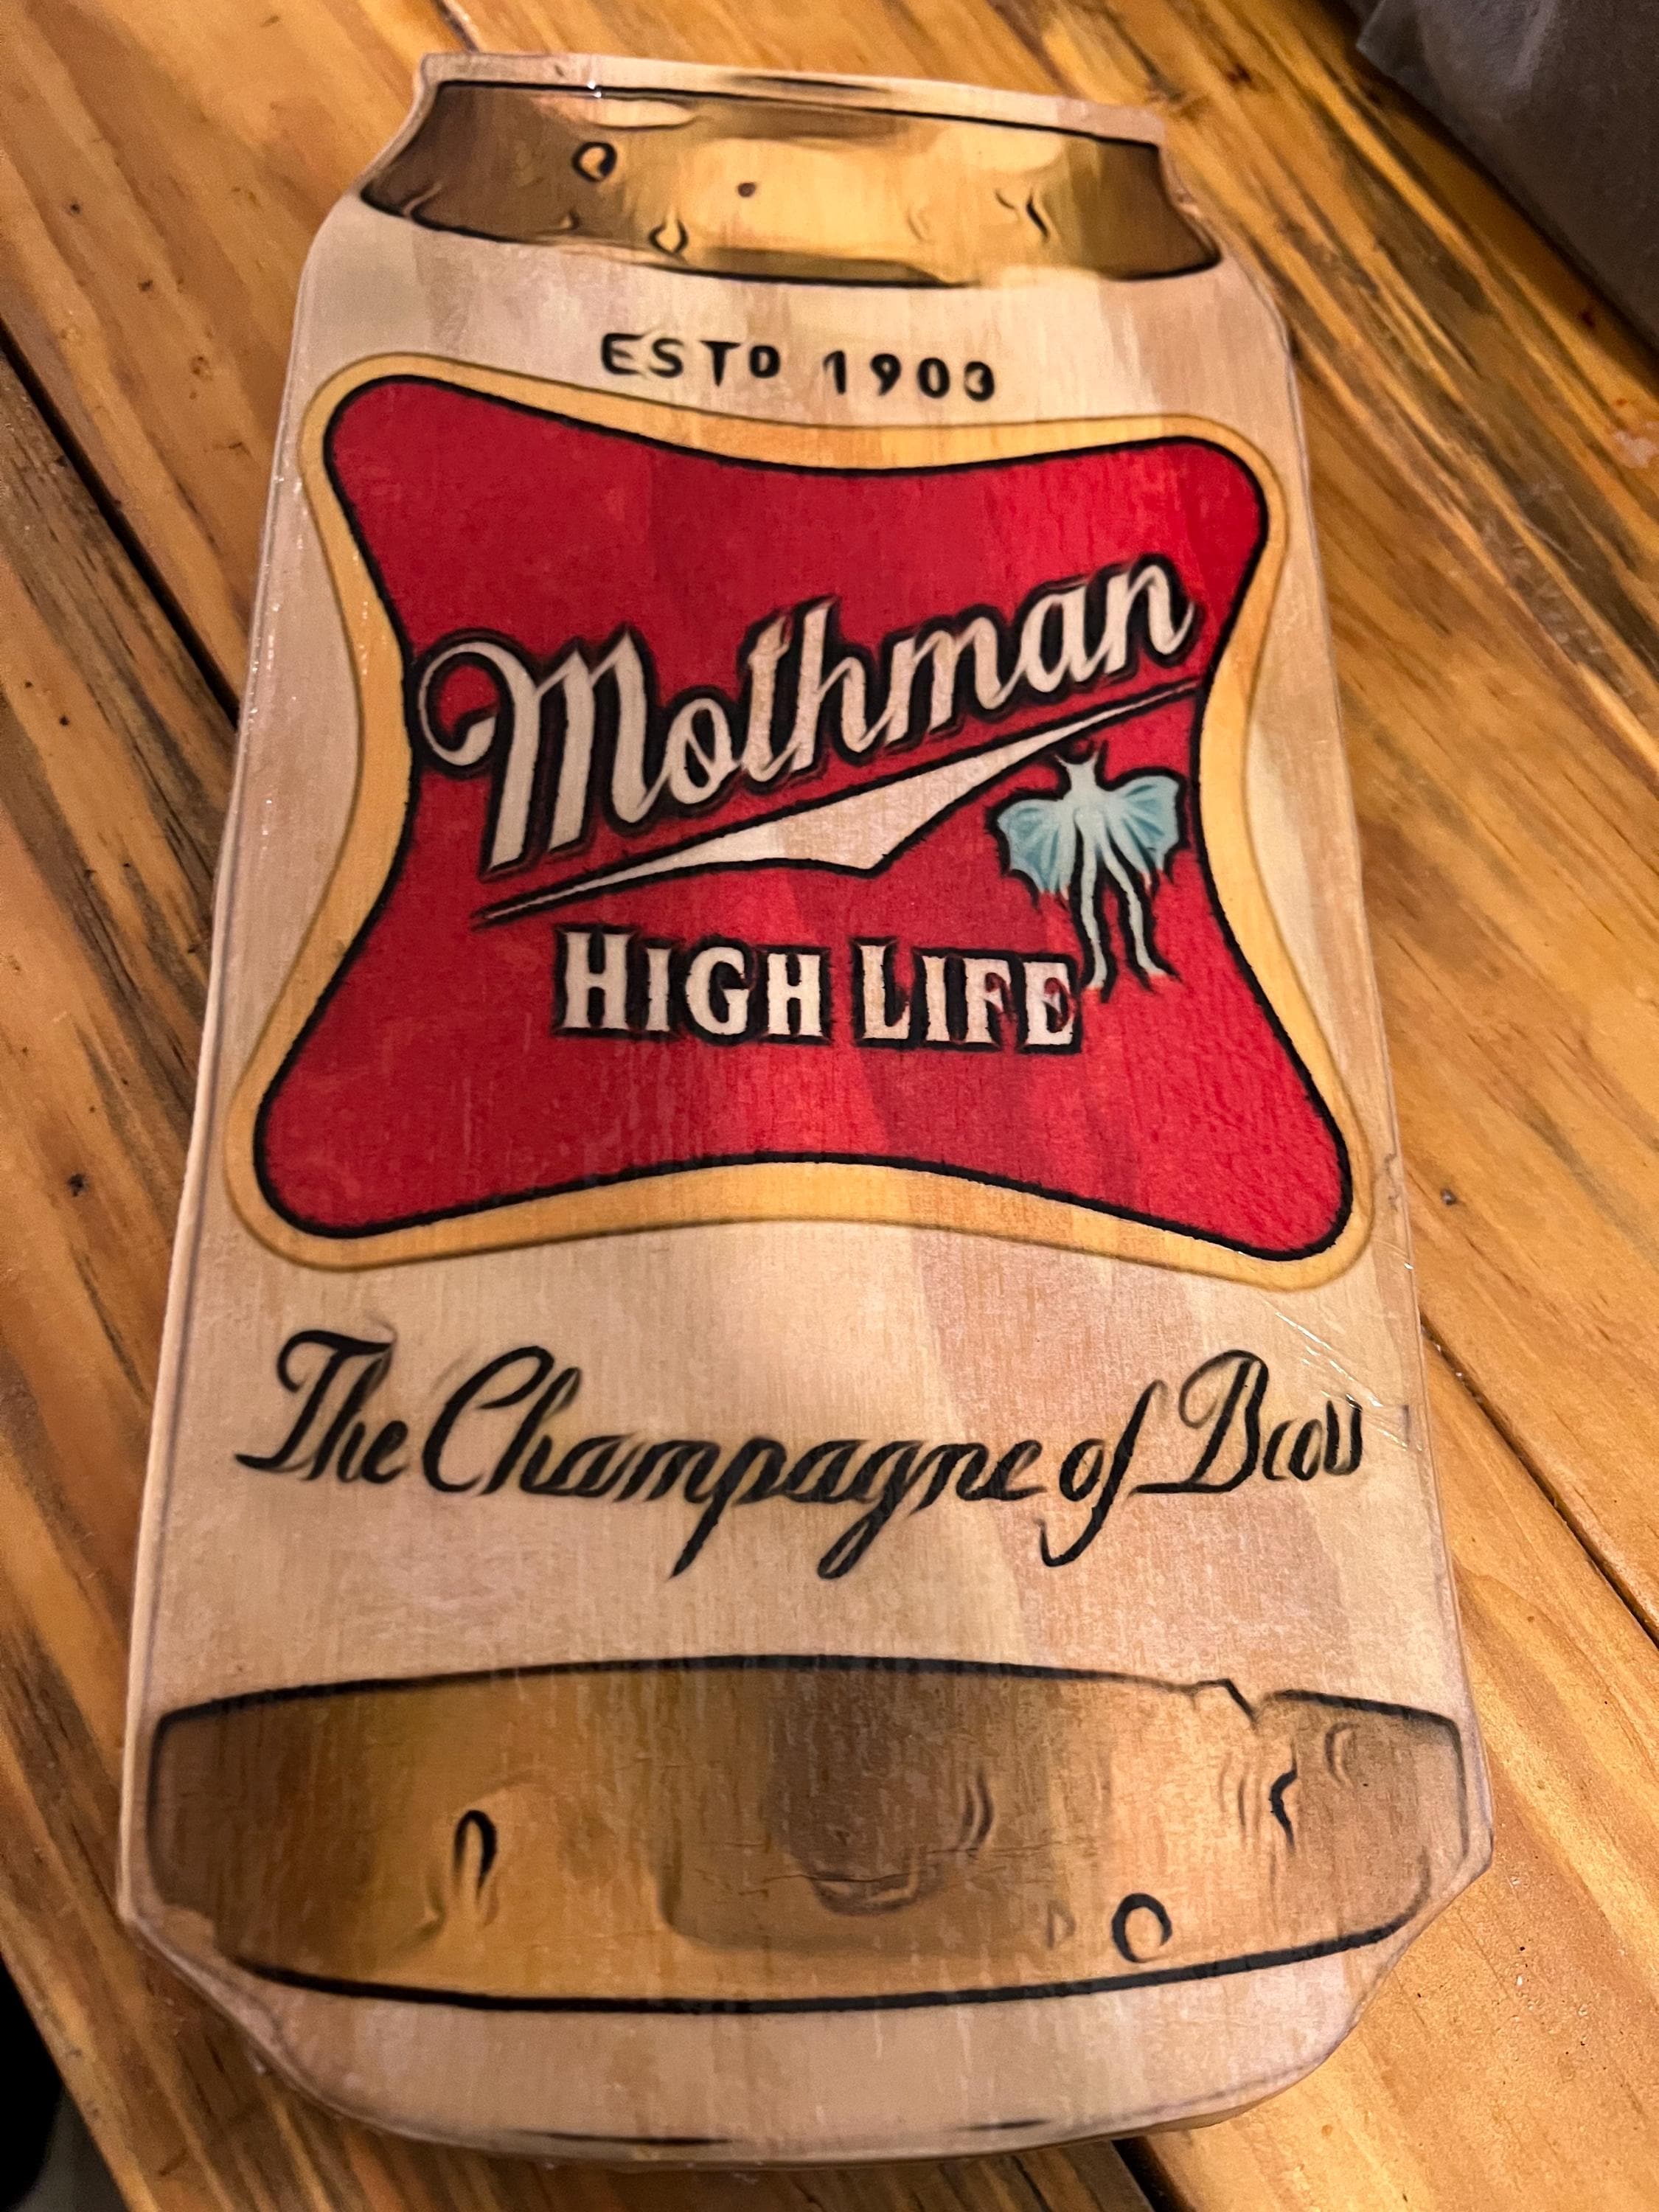 ESTD 1903
Mothman
HIGH LIFE
The Champagne of